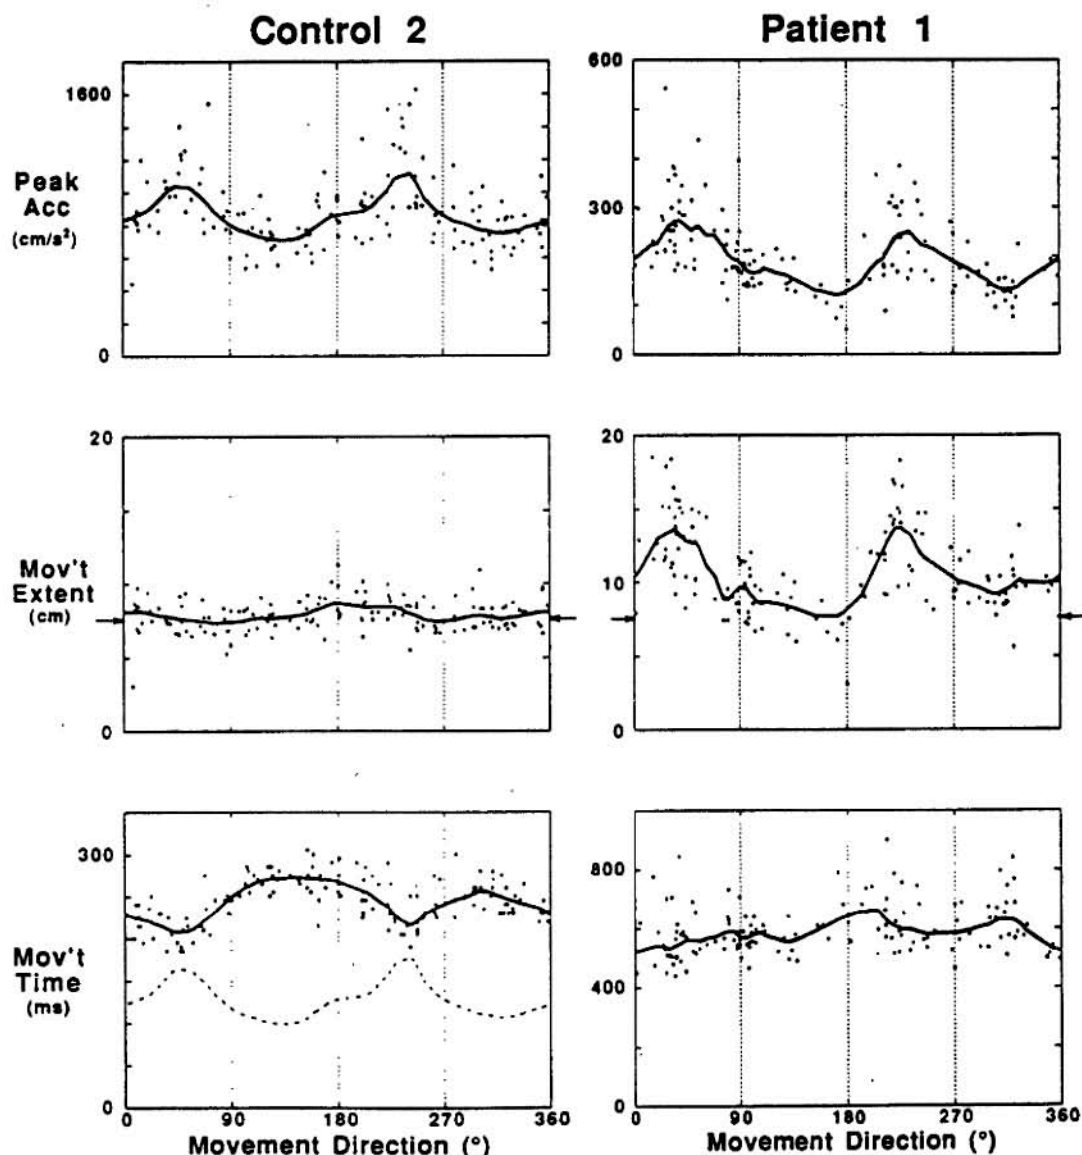 Control 2
Patient 1
1600
Peak
Acc
(cm/s²)
0
600
300
0
20
Mov't
Extent
(cm)
0
20
10
0
300
Mov't
Time
(ms)
0
800
400
0
0 90 180 270 360
0 90 180 270 360
Movement Direction (°)
Movement Direction (°)